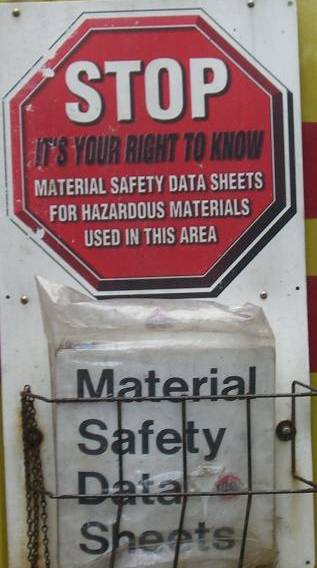 STOP
IT'S YOUR RIGHT TO KNOW
MATERIAL SAFETY DATA SHEETS
FOR HAZARDOUS MATERIALS
USED IN THIS AREA
Material
Safety
Data
Sheets